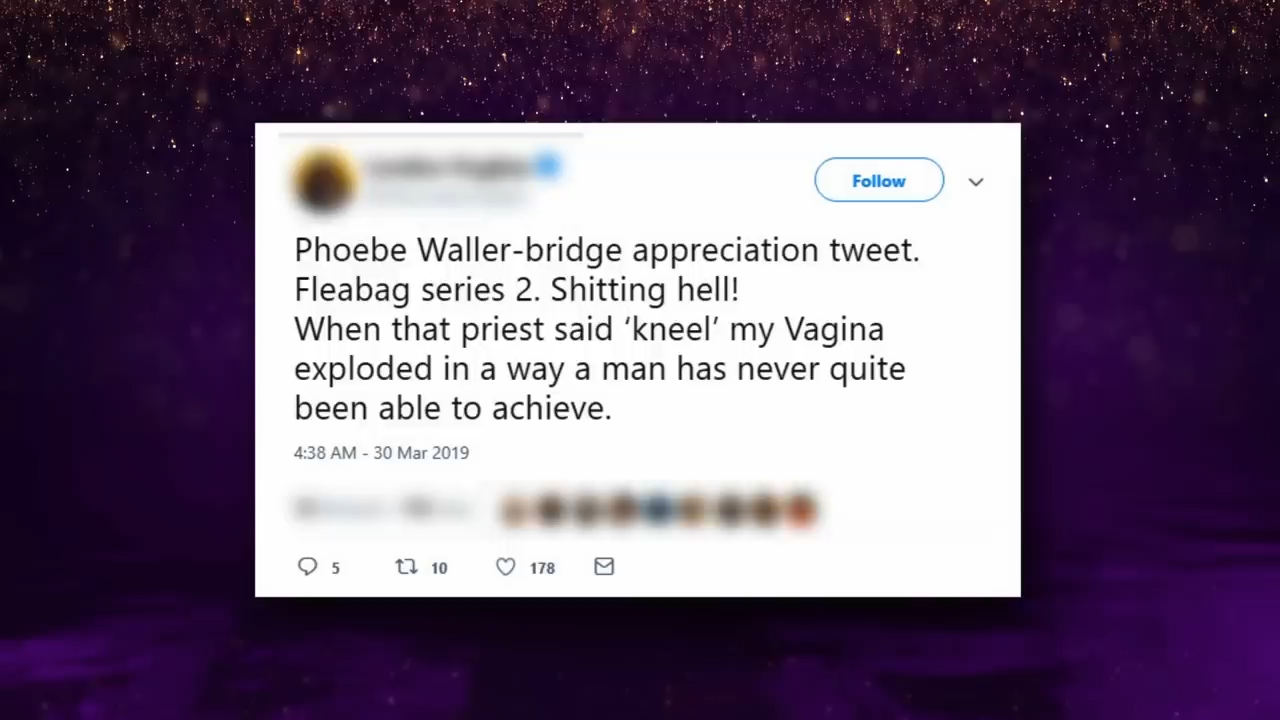 Follow
Phoebe Waller-bridge appreciation tweet.
Fleabag series 2. Shitting hell!
When that priest said ‘kneel’ my Vagina
exploded in a way a man has never quite
been able to achieve.
4:38 AM - 30 Mar 2019
5 10 178